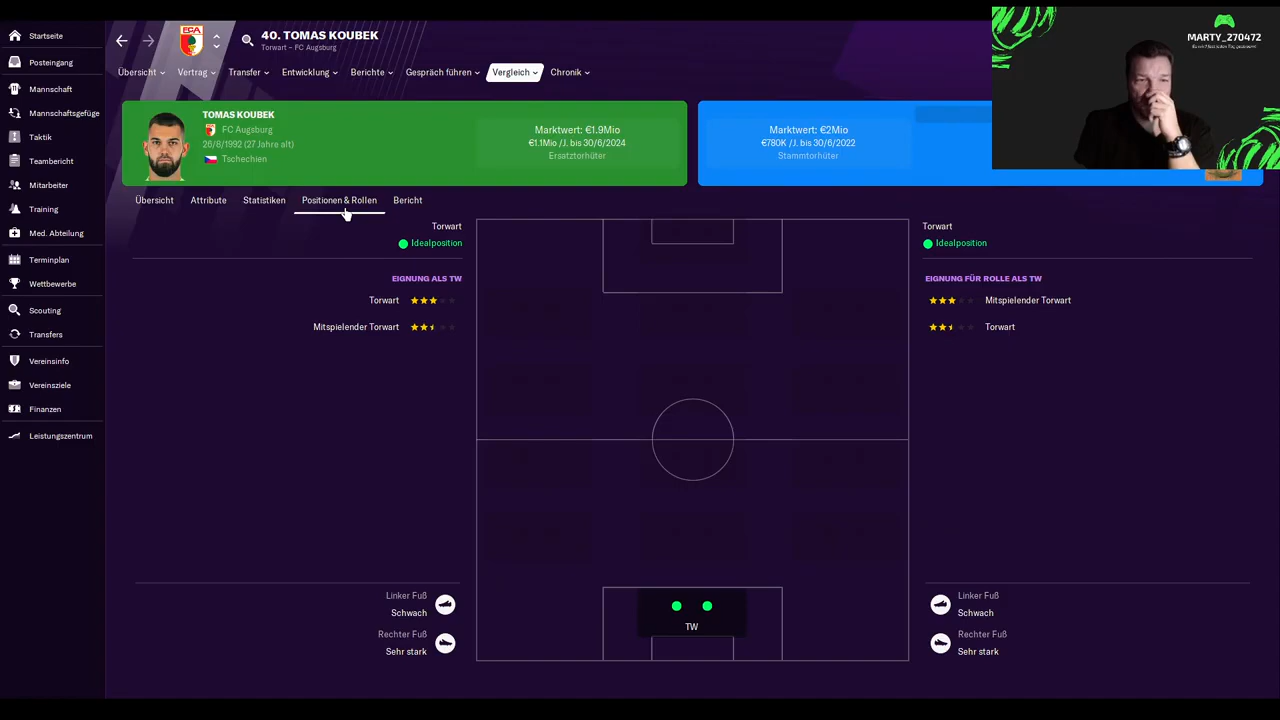 Startseite
Posteingang
Mannschaft
Mannschaftsgefüge
Taktik
Teambericht
Mitarbeiter
Training
Med. Abteilung
Terminplan
Wettbewerbe
Scouting
Transfers
Vereinsinfo
Vereinsziele
Finanzen
Leistungszentrum
40. TOMAS KOUBEK
Torwart - FC Augsburg
Übersicht
Vertrag
Transfer
Entwicklung
Berichte
Gespräch führen
Vergleich
Chronik
MARTY_270472
TOMAS KOUBEK
FC Augsburg
26/8/1992 (27 Jahre alt)
Tschechien
Marktwert: €1.9Mio
€1.1Mio /J. bis 30/6/2024
Ersatztorhüter
Marktwert: €2Mio
€780K /J. bis 30/6/2022
Stammtorhüter
Übersicht
Attribute
Statistiken
Positionen & Rollen
Bericht
Torwart
Idealposition
EIGNUNG ALS TW
Torwart
Mitspielender Torwart
Linker Fuß
Schwach
Rechter Fuß
Sehr stark
TW
Torwart
Idealposition
EIGNUNG FÜR ROLLE ALS TW
Mitspielender Torwart
Torwart
Linker Fuß
Schwach
Rechter Fuß
Sehr stark